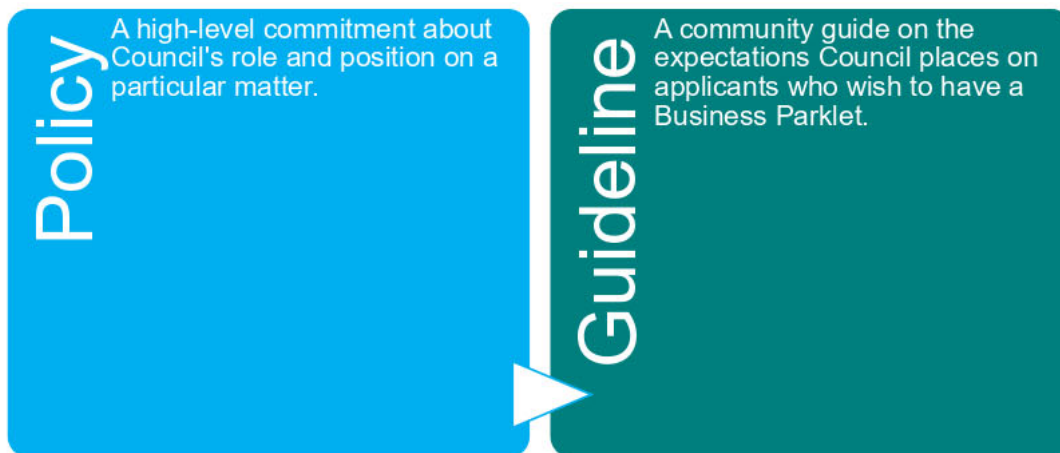 Policy
A high-level commitment about
Council's role and position on a
particular matter.
Guideline
A community guide on the
expectations Council places on
applicants who wish to have a
Business Parklet.